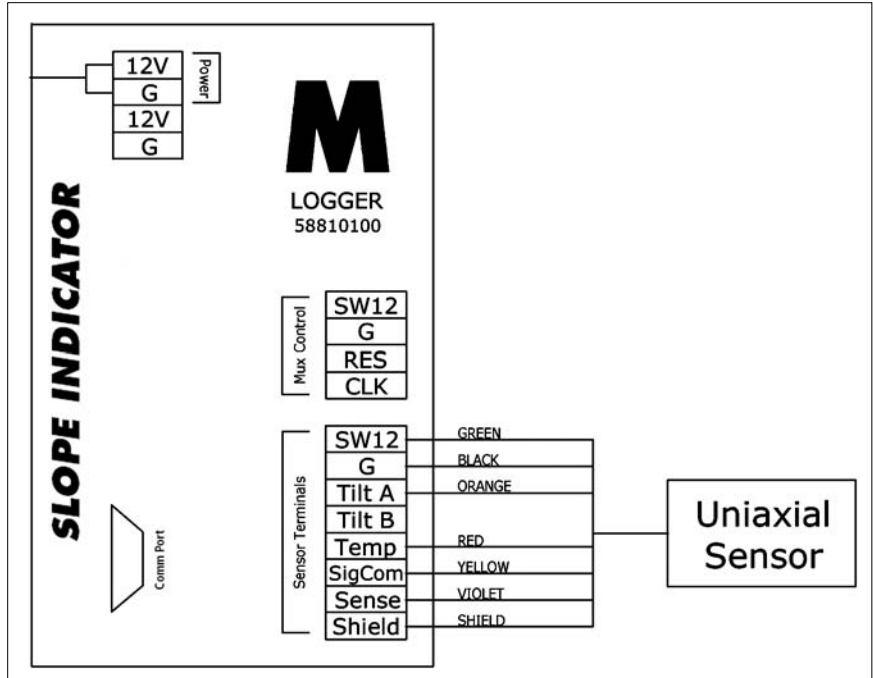 12V
G
12V
G
Power
M
LOGGER
58810100
SLOPE INDICATOR
Mux Control
SW12
G
RES
CLK
Sensor Terminals
SW12 GREEN
G BLACK
Tilt A ORANGE
Tilt B
Temp RED
SigCom YELLOW
Sense VIOLET
Shield SHIELD
Comm Port
Uniaxial
Sensor